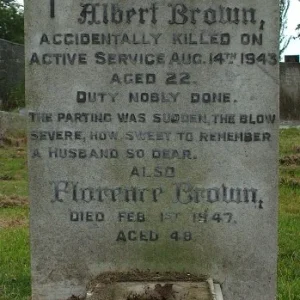 Albert Brown,
ACCIDENTALLY KILLED ON
ACTIVE SERVICE AUG. 14TH 1943
AGED 22.
DUTY NOBLY DONE.
THE PARTING WAS SUDDEN, THE BLOW
SEVERE, HOW SWEET TO REMEMBER
A HUSBAND SO DEAR.
ALSO
Florence Brown,
DIED FEB 1ST 1947.
AGED 48.